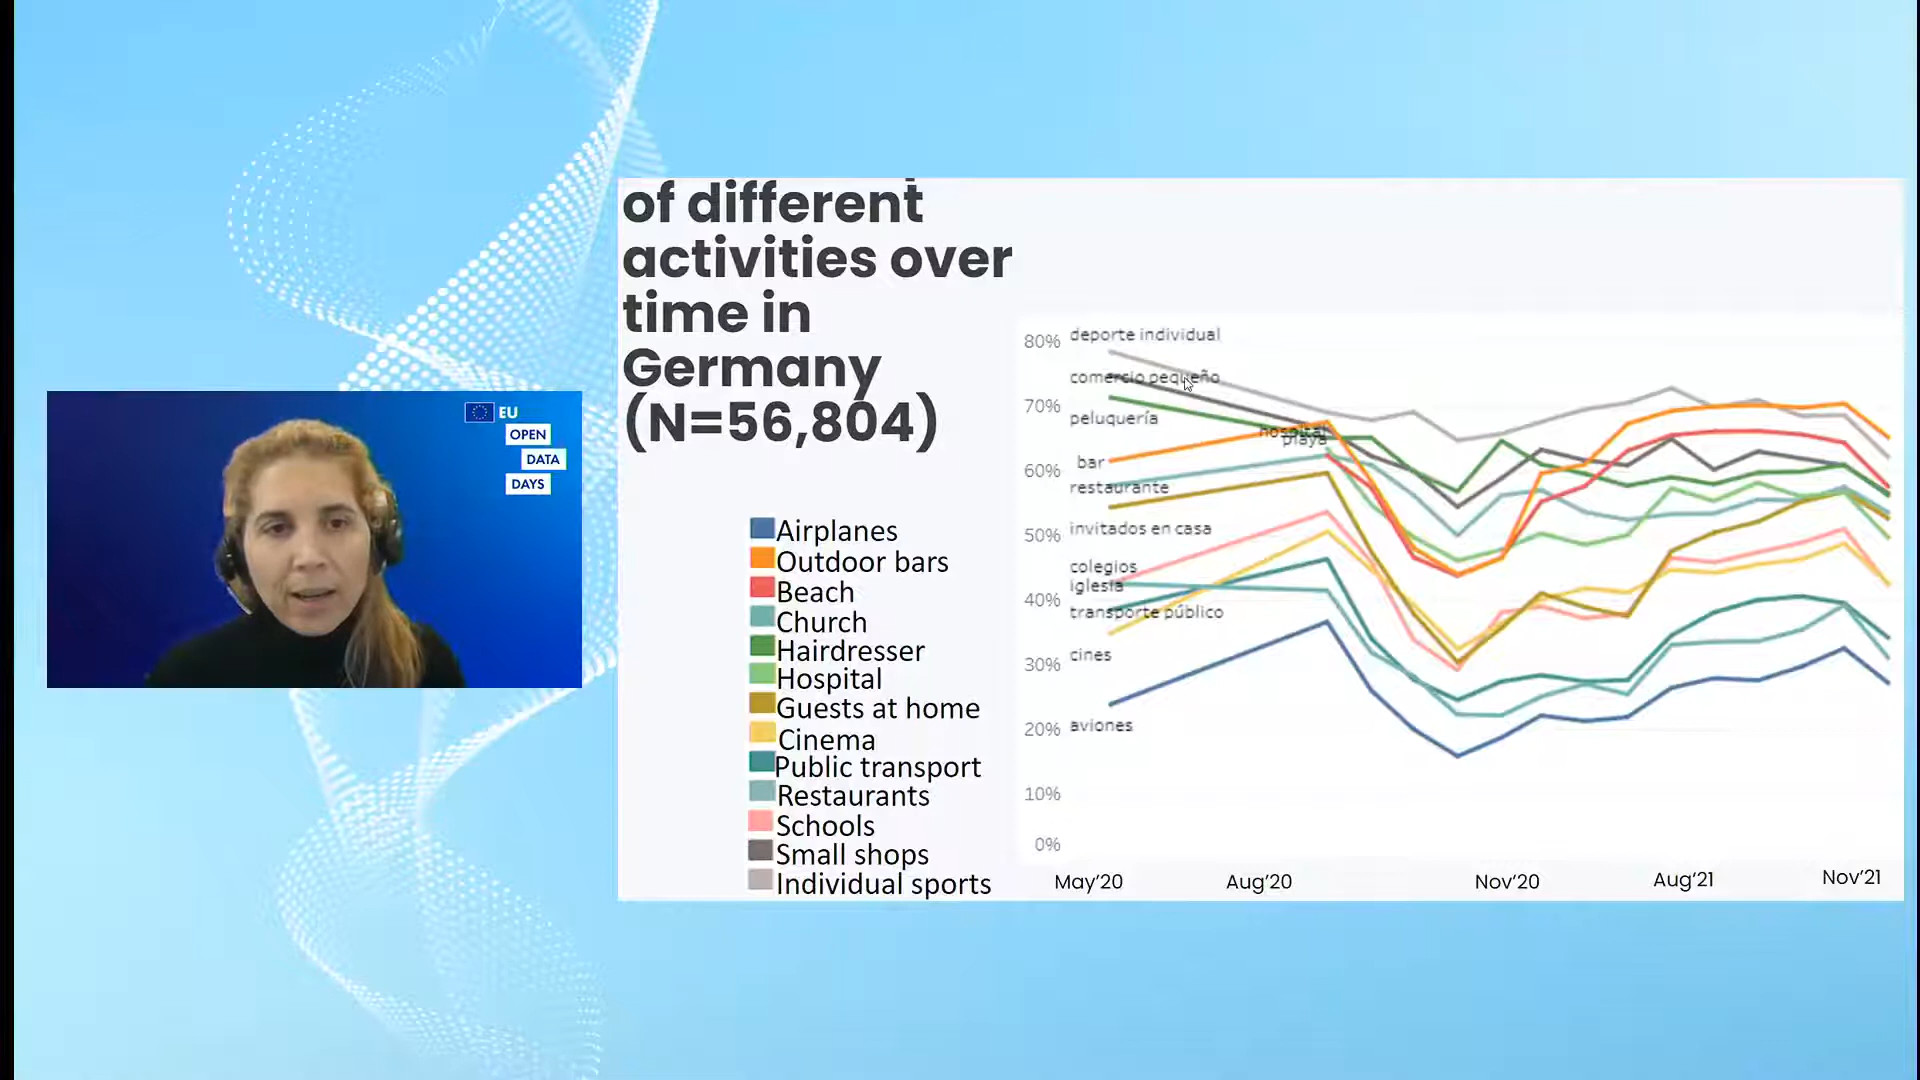 EU
OPEN
DATA
DAYS
of different
activities over
time in
Germany
(N=56,804)
Airplanes
Outdoor bars
Beach
Church
Hairdresser
Hospital
Guests at home
Cinema
Public transport
Restaurants
Schools
Small shops
Individual sports
80%
70%
60%
50%
40%
30%
20%
10%
0%
deporte individual
comercio pequeño
peluquería
hospital
playa
bar
restaurante
invitados en casa
colegios
iglesia
transporte público
cines
aviones
May'20
Aug'20
Nov'20
Aug'21
Nov'21